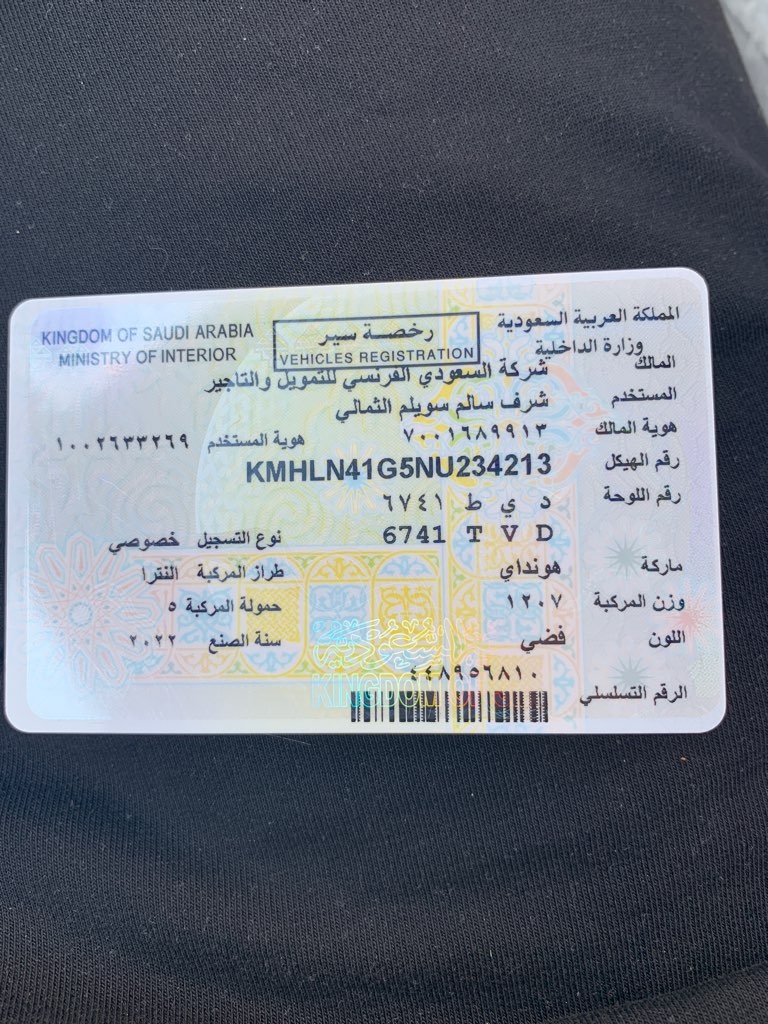 المملكة العربية السعودية
وزارة الداخلية
رخصة سير
VEHICLES REGISTRATION
KINGDOM OF SAUDI ARABIA
MINISTRY OF INTERIOR
المالك شركة السعودي الفرنسي للتمويل والتاجير
المستخدم شرف سالم سويلم الثمالي
هوية المالك ٧٠٠١٦٨٩٩١٣ هوية المستخدم ١٠٠٢٦٣٣٢٦٩
رقم الهيكل KMHLN41G5NU234213
رقم اللوحة د ي ط ٦٧٤١
6741 T V D نوع التسجيل خصوصي
ماركة هونداي طراز المركبة النترا
وزن المركبة ١٢٠٧ حمولة المركبة ٥
اللون فضي سنة الصنع ٢٠٢٢
٤٤٨٩٥٦٨١٠
الرقم التسلسلي
السعودية
KINGDOM OF